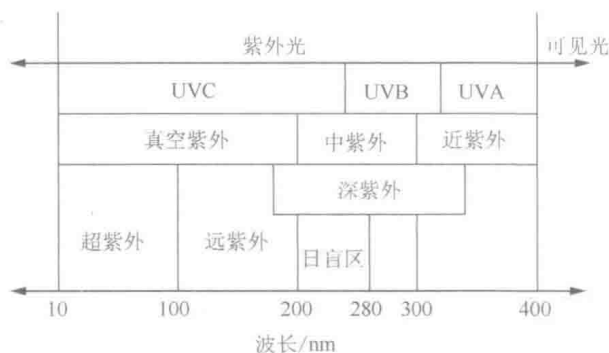 紫外光 可见光
UVC UVB UVA
真空紫外 中紫外 近紫外
深紫外
超紫外 远紫外 日盲区
10 100 200 280 300 400
波长/nm